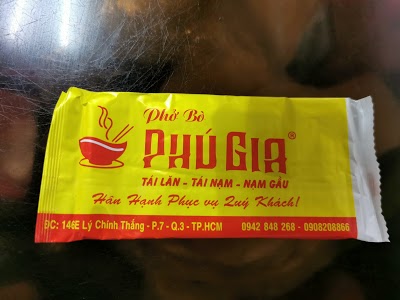 Phở Bò
PHÚ GIA®
TÁI LĂN - TÁI NẠM - NẠM GẦU
Hân Hạnh Phục vụ Quý Khách!
ĐC: 146E Lý Chính Thắng - P.7 - Q.3 - TP.HCM 0942 848 268 - 0908208866